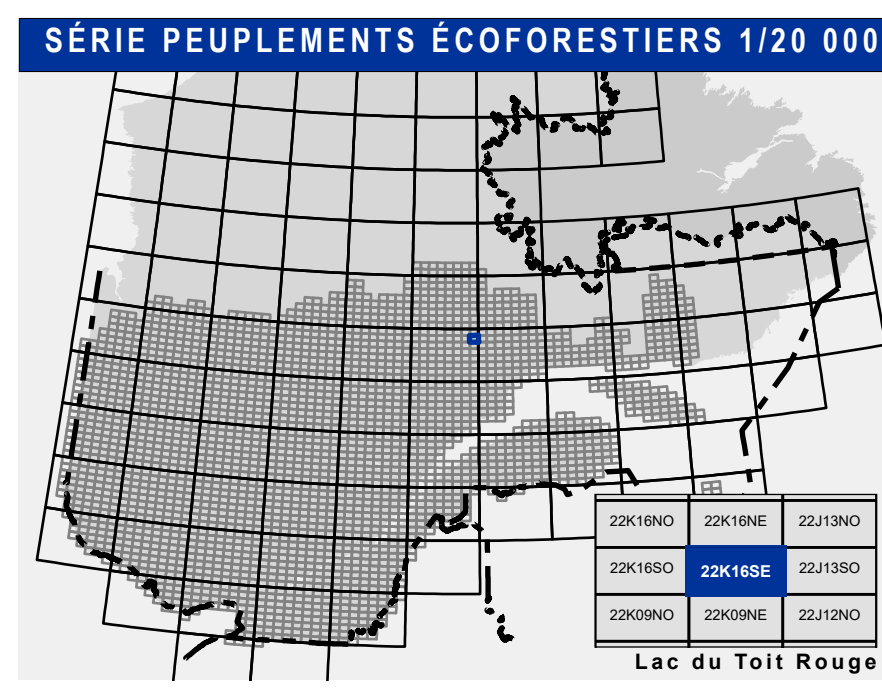 SÉRIE PEUPLEMENTS ÉCOFORESTIERS 1/20 000
22K16NO 22K16NE 22J13NO
22K16SO 22K16SE 22J13SO
22K09NO 22K09NE 22J12NO
Lac du Toit Rouge